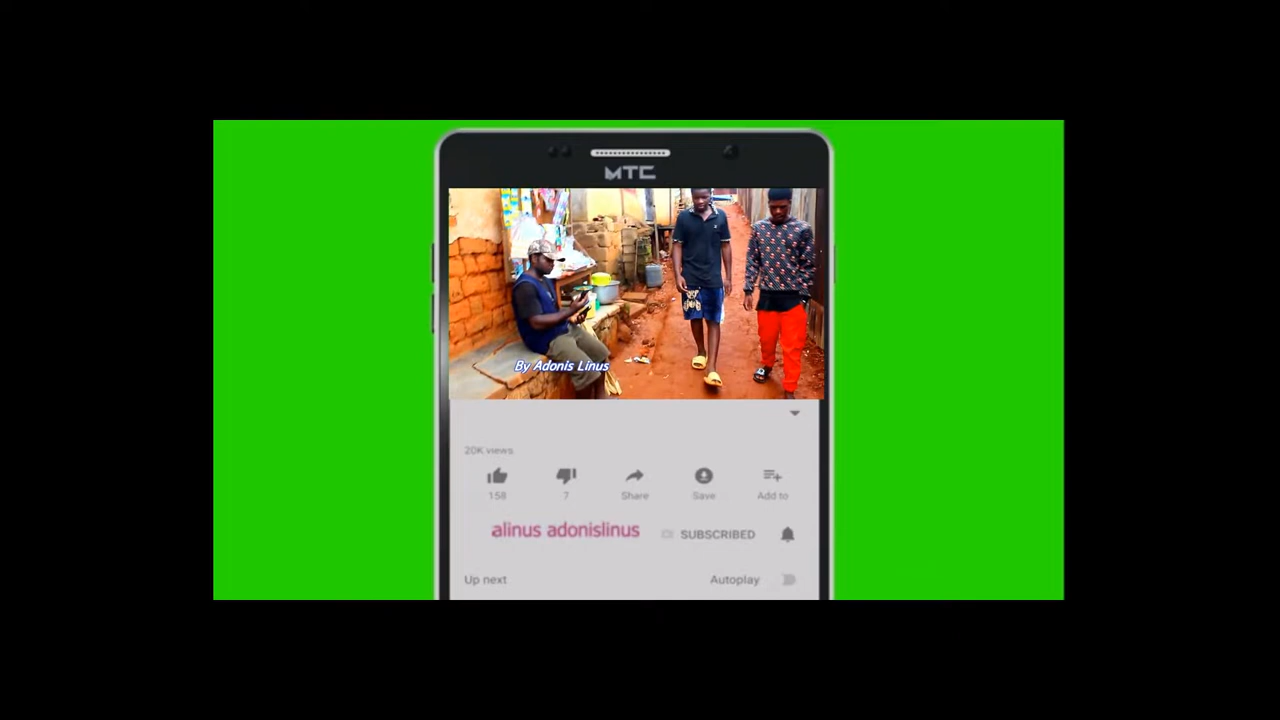 MTC
By Adonis Linus
20K views
158
7
Share
Save
Add to
alinus adonislinus
SUBSCRIBED
Up next
Autoplay